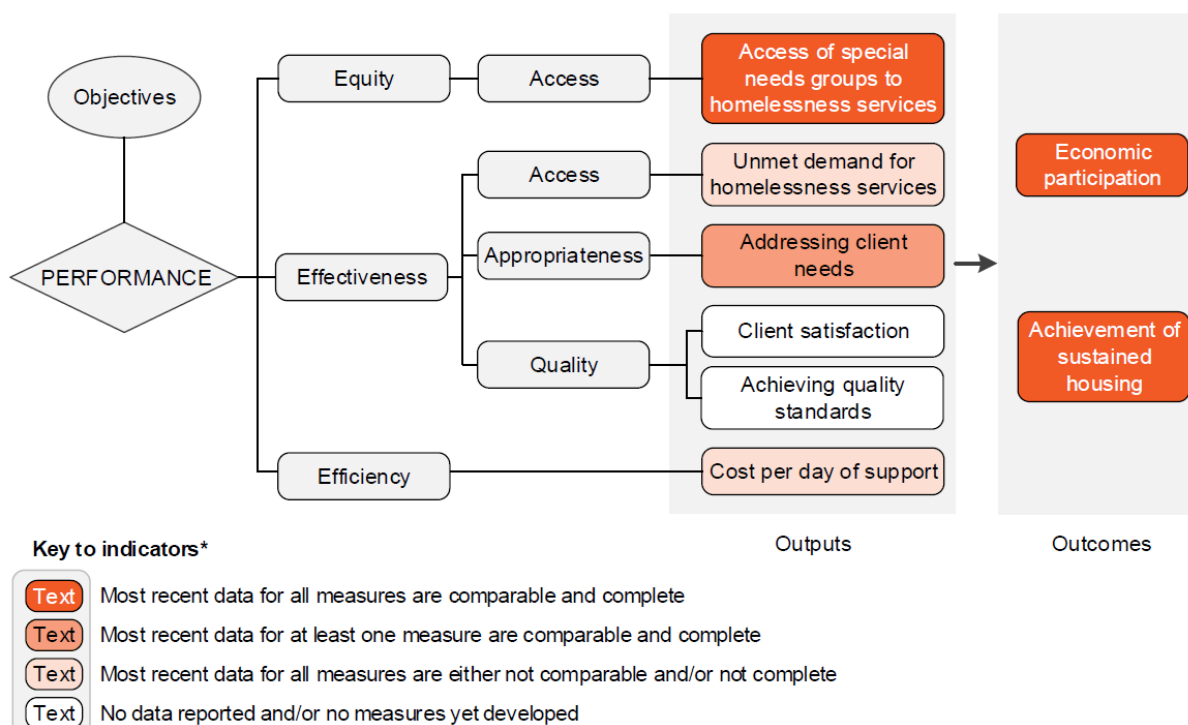 Objectives
PERFORMANCE
Equity
Access
Access of special
needs groups to
homelessness services
Effectiveness
Access
Unmet demand for
homelessness services
Appropriateness
Addressing client
needs
Quality
Client satisfaction
Achieving quality
standards
Efficiency
Cost per day of support
Economic
participation
Achievement of
sustained
housing
Outputs
Outcomes
Key to indicators*
Text Most recent data for all measures are comparable and complete
Text Most recent data for at least one measure are comparable and complete
Text Most recent data for all measures are either not comparable and/or not complete
Text No data reported and/or no measures yet developed